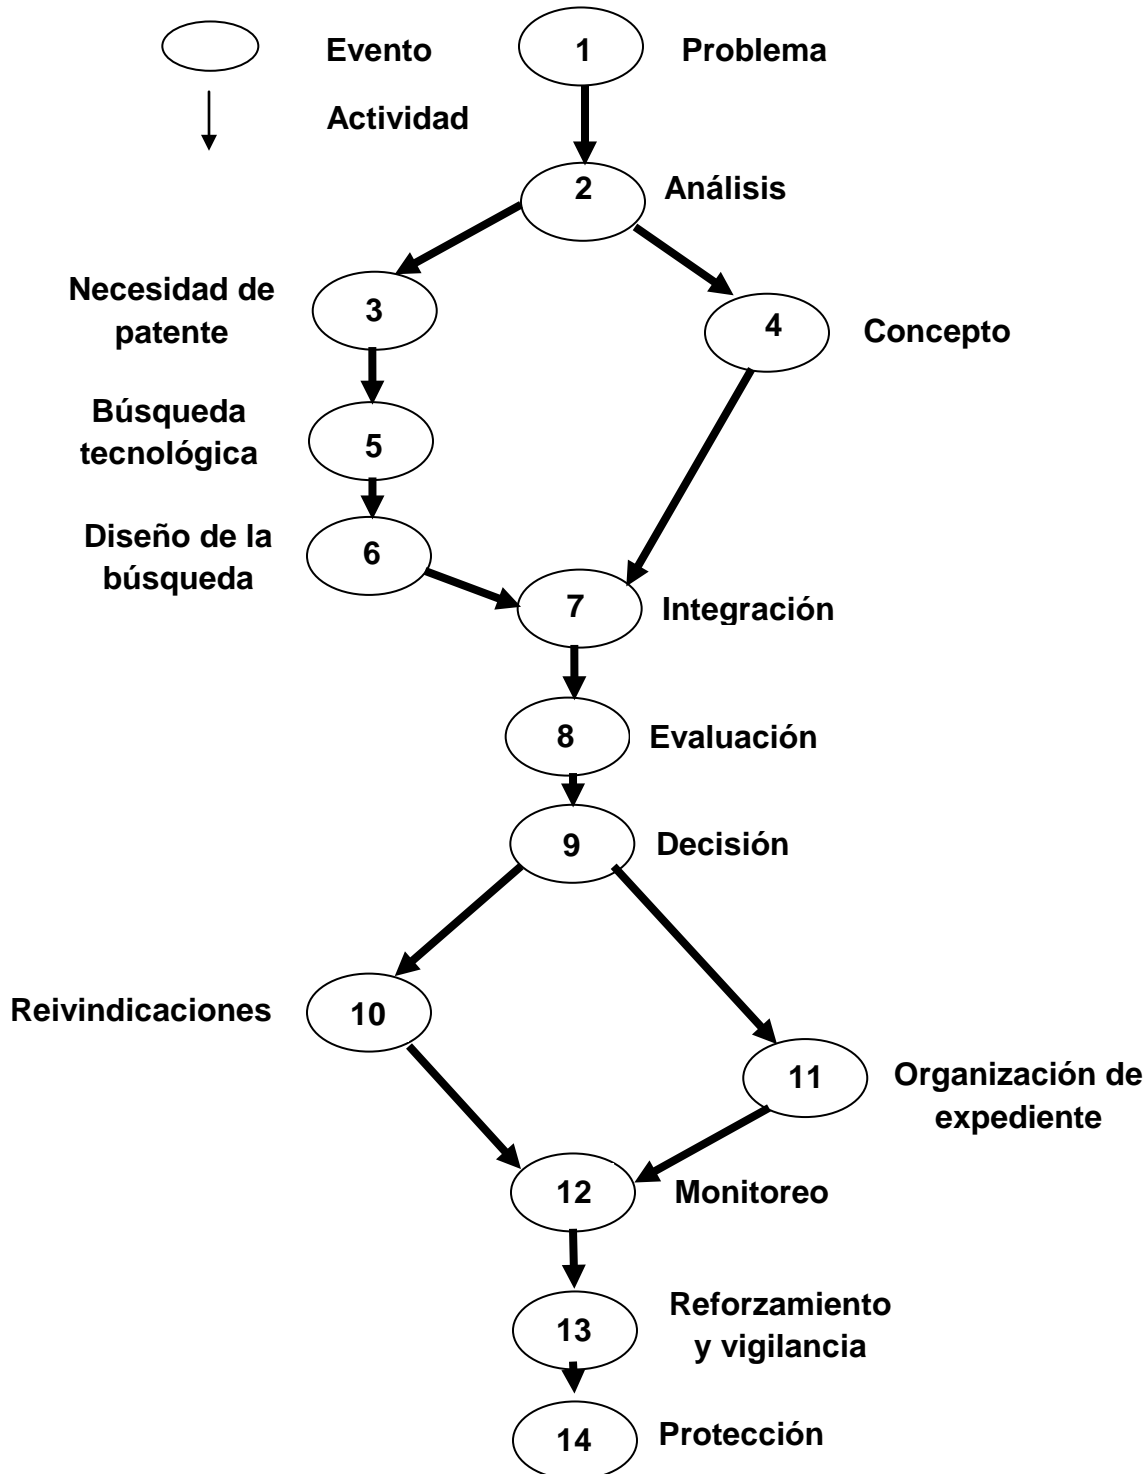 Evento
1
Problema
Actividad
2
Análisis
Necesidad de
patente
3
4
Concepto
Búsqueda
tecnológica
5
Diseño de la
búsqueda
6
7
Integración
8
Evaluación
9
Decisión
Reivindicaciones
10
11
Organización de
expediente
12
Monitoreo
13
Reforzamiento
y vigilancia
14
Protección